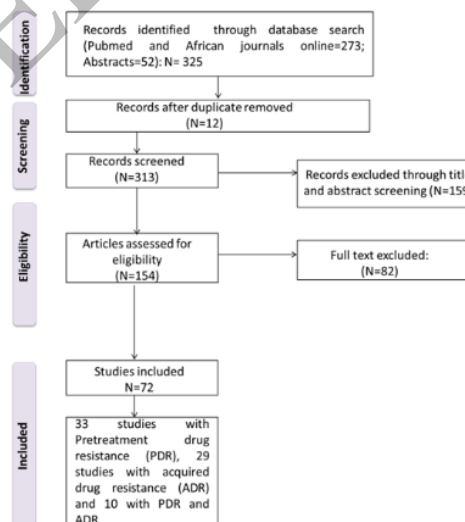 Identification
Records identified through database search
(Pubmed and African journals online=273;
Abstracts=52): N= 325
Screening
Records after duplicate removed
(N=12)
Records screened
(N=313)
Records excluded through titl
and abstract screening (N=159
Eligibility
Articles assessed for
eligibility
(N=154)
Full text excluded:
(N=82)
Included
Studies included
N=72
33 studies with
Pretreatment drug
resistance (PDR), 29
studies with acquired
drug resistance (ADR)
and 10 with PDR and
ADR